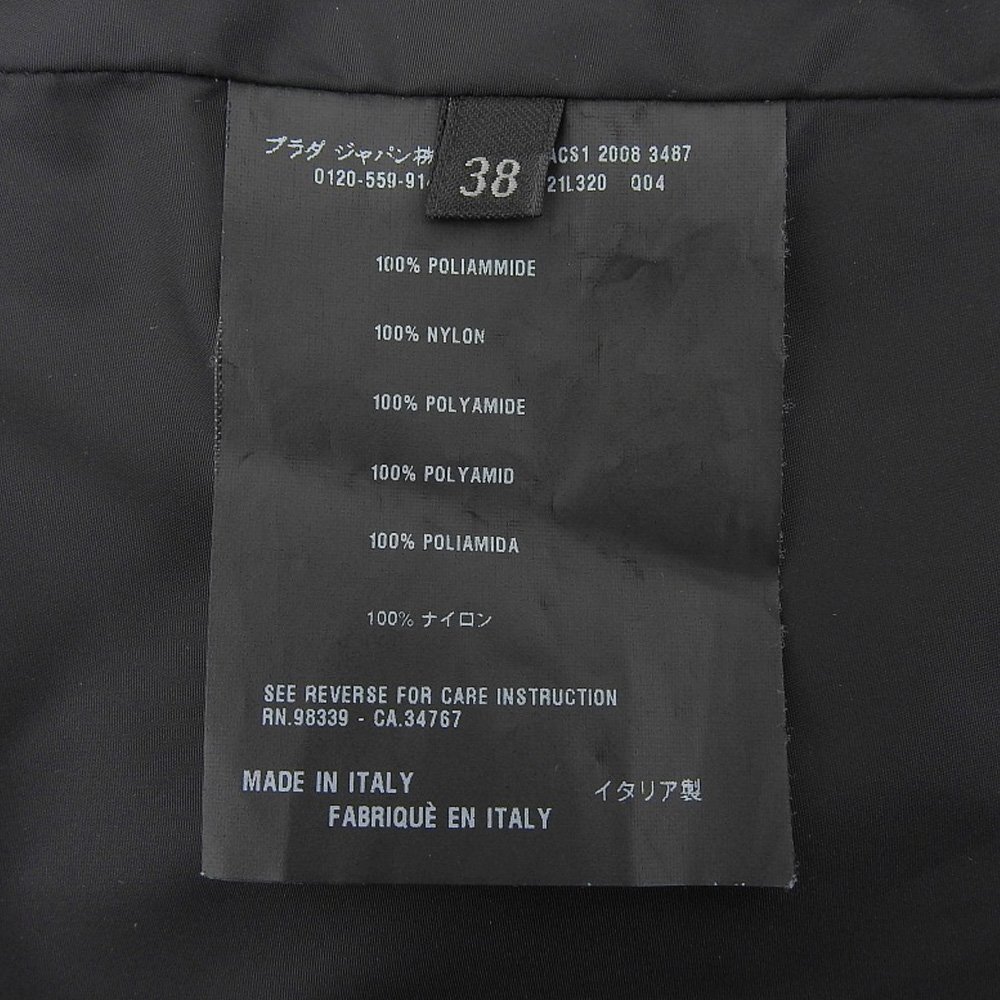 プラダ ジャパン株 ACS1 2008 3487
0120-559-91 21L320 Q04
38
100% POLIAMMIDE
100% NYLON
100% POLYAMIDE
100% POLYAMID
100% POLIAMIDA
100% ナイロン
SEE REVERSE FOR CARE INSTRUCTION
RN.98339 - CA.34767
MADE IN ITALY イタリア製
FABRIQUÈ EN ITALY